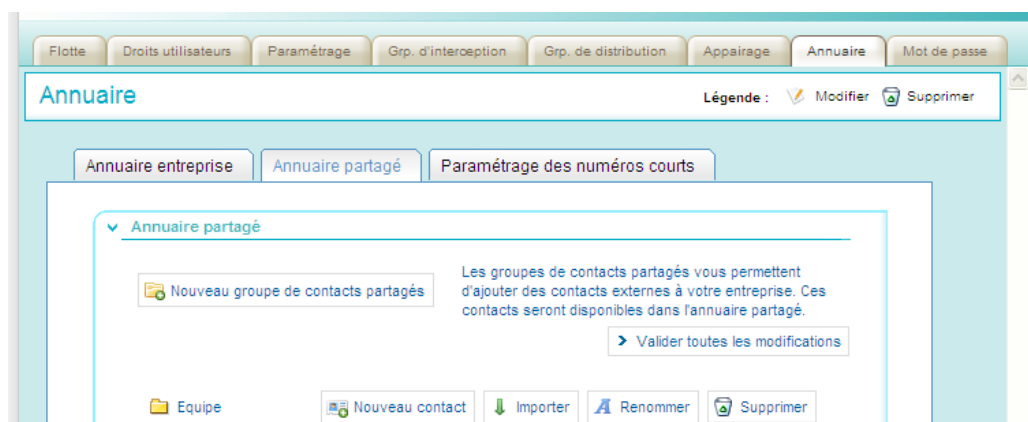 Flotte Droits utilisateurs Paramétrage Grp. d'interception Grp. de distribution Appairage Annuaire Mot de passe
Annuaire Légende : Modifier Supprimer
Annuaire entreprise Annuaire partagé Paramétrage des numéros courts
Annuaire partagé
Nouveau groupe de contacts partagés
Les groupes de contacts partagés vous permettent
d'ajouter des contacts externes à votre entreprise. Ces
contacts seront disponibles dans l'annuaire partagé.
Valider toutes les modifications
Equipe Nouveau contact Importer Renommer Supprimer